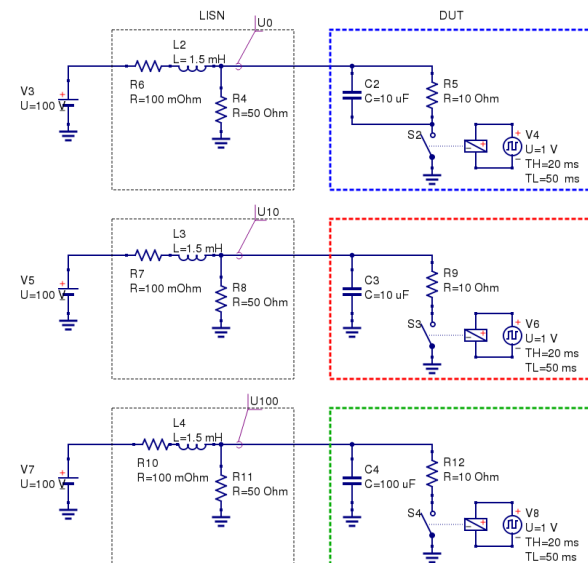 LISN
U0
DUT
L2
L= 1.5 mH
V3
U=100 V
R6
R=100 mOhm
R4
R=50 Ohm
C2
C=10 uF
R5
R=10 Ohm
S2
V4
U=1 V
TH=20 ms
TL=50 ms
U10
L3
L=1.5 mH
V5
U=100 V
R7
R=100 mOhm
R8
R=50 Ohm
C3
C=10 uF
R9
R=10 Ohm
S3
V6
U=1 V
TH=20 ms
TL=50 ms
U100
L4
L=1.5 mH
V7
U=100 V
R10
R=100 mOhm
R11
R=50 Ohm
C4
C=100 uF
R12
R=10 Ohm
S4
V8
U=1 V
TH=20 ms
TL=50 ms